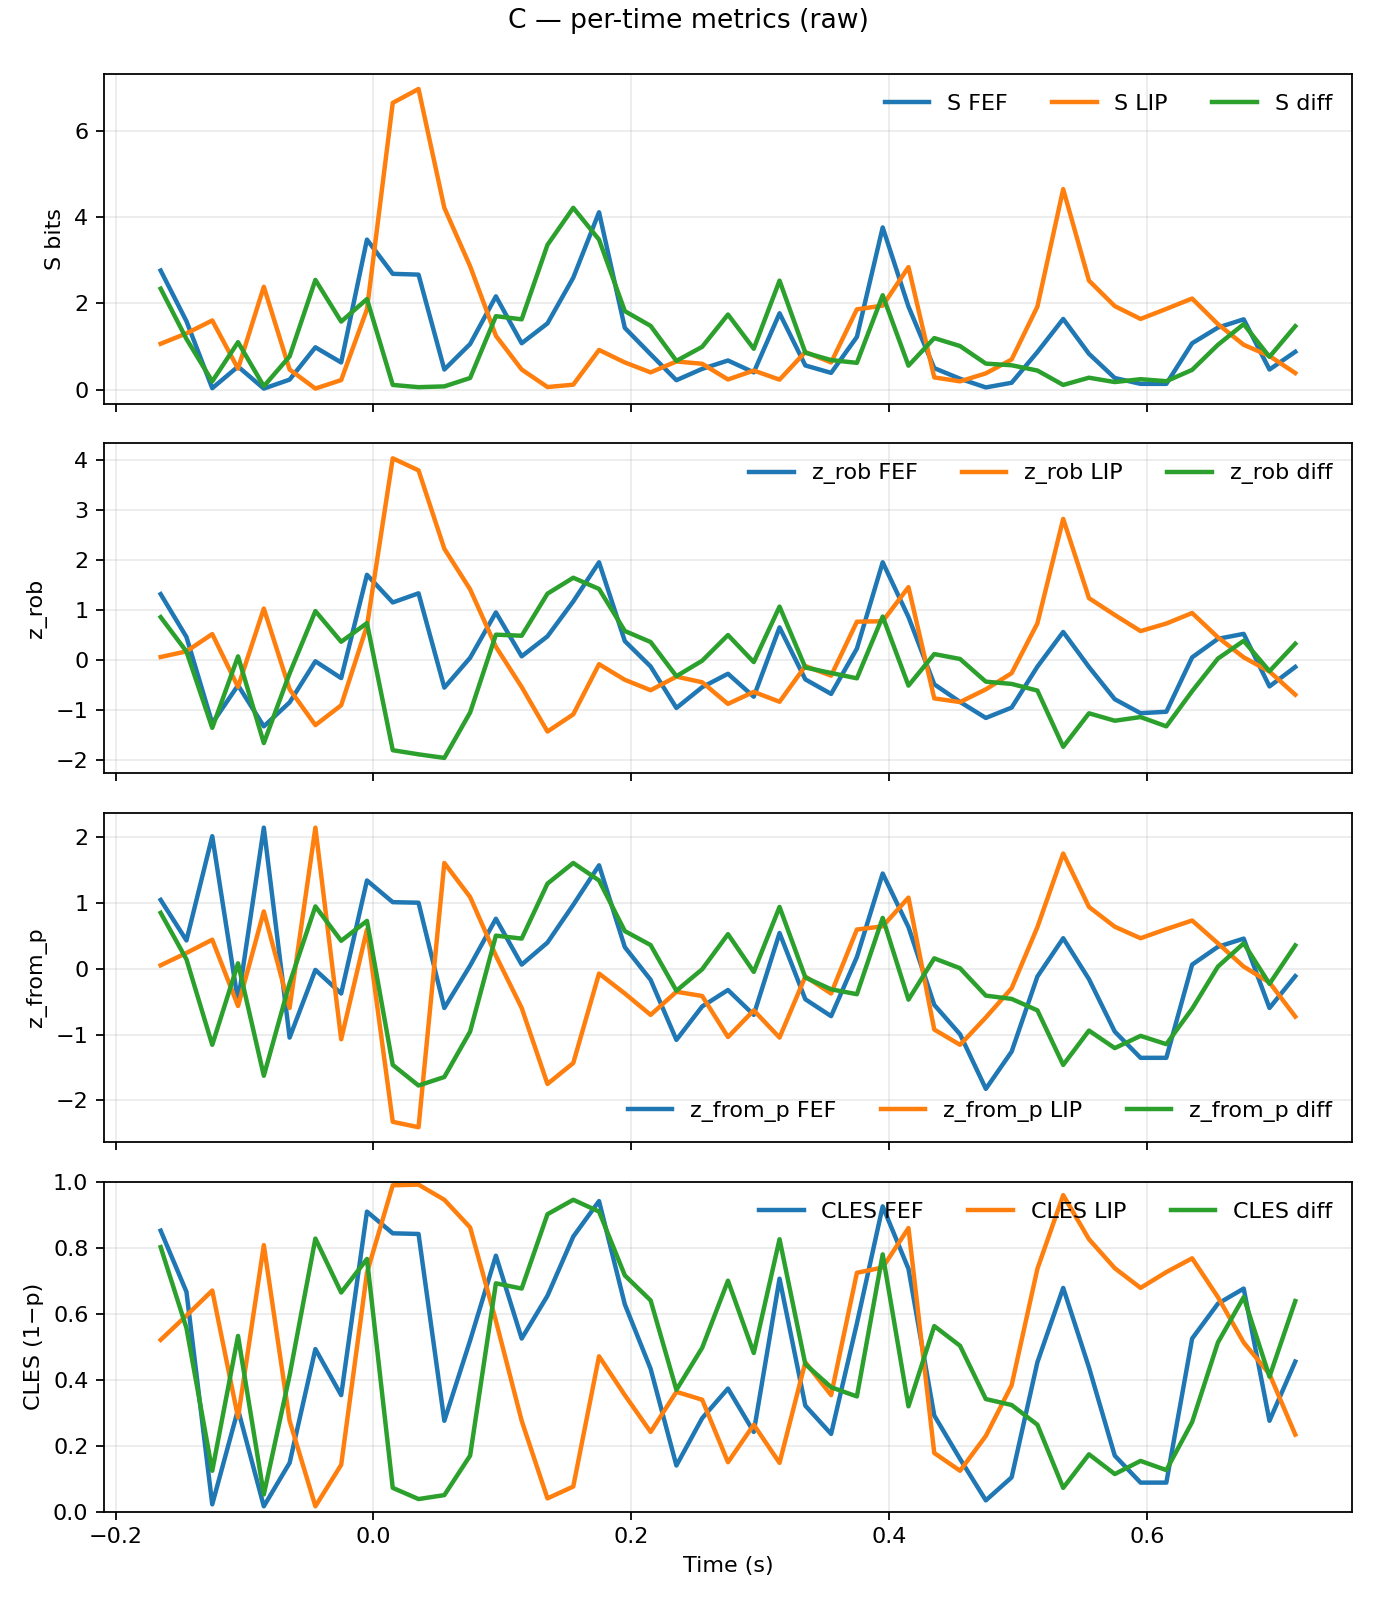 C — per-time metrics (raw)
S FEF S LIP S diff
6
4
2
0
S bits
z_rob FEF z_rob LIP z_rob diff
4
3
2
1
0
−1
−2
z_rob
2
1
0
−1
−2
z_from_p
z_from_p FEF z_from_p LIP z_from_p diff
CLES FEF CLES LIP CLES diff
1.0
0.8
0.6
0.4
0.2
0.0
CLES (1−p)
−0.2 0.0 0.2 0.4 0.6
Time (s)